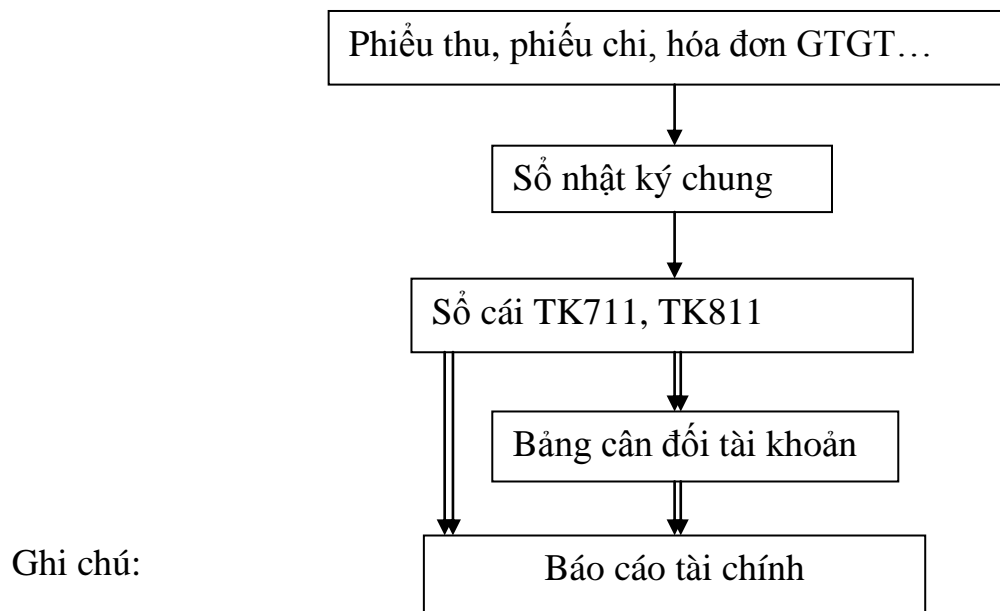 Phiểu thu, phiếu chi, hóa đơn GTGT…
Sổ nhật ký chung
Sổ cái TK711, TK811
Bảng cân đối tài khoản
Ghi chú:
Báo cáo tài chính